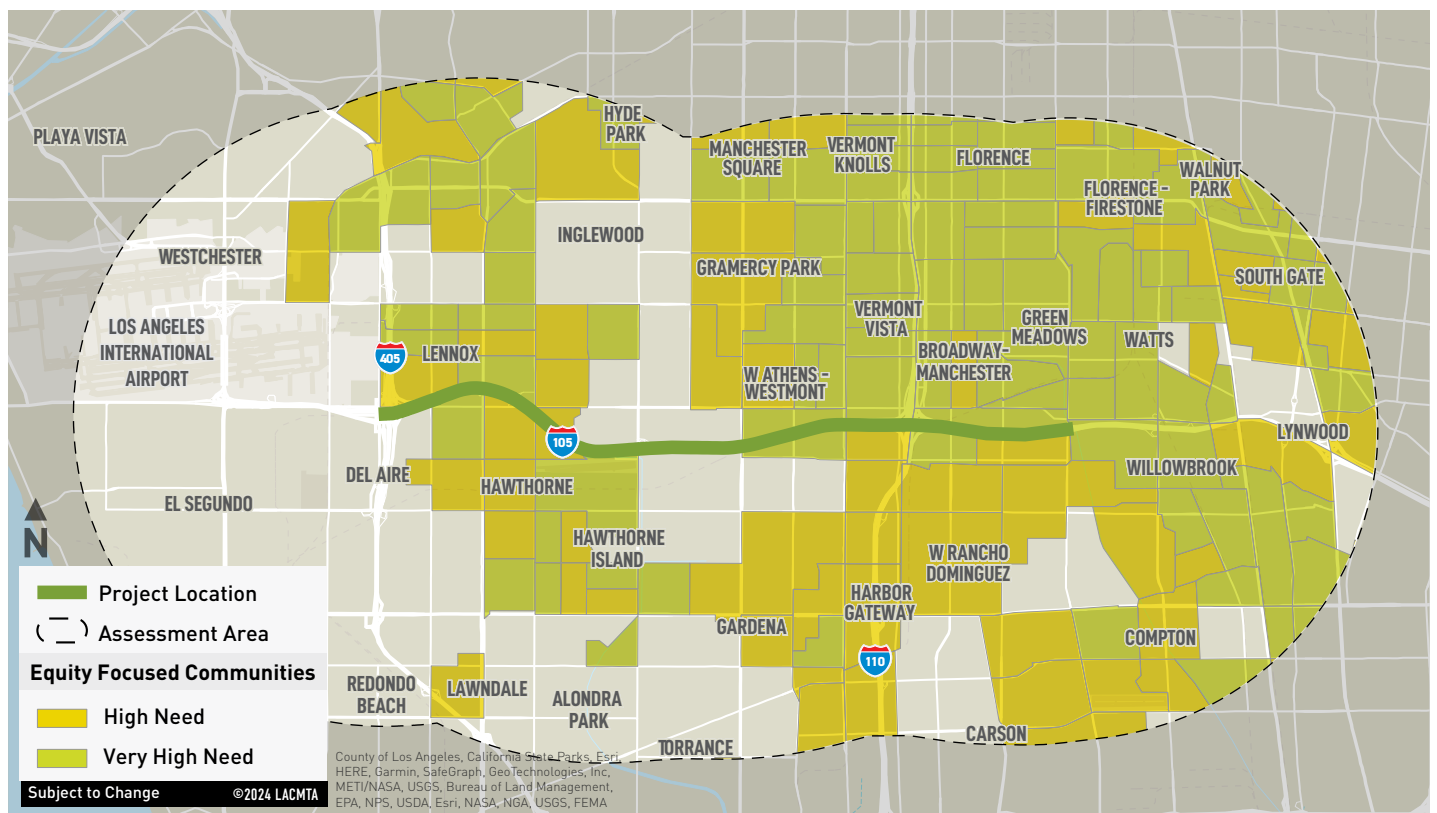 HYDE
PARK
PLAYA VISTA
MANCHESTER
SQUARE
VERMONT
KNOLLS
FLORENCE
WALNUT
PARK
FLORENCE -
FIRESTONE
WESTCHESTER
INGLEWOOD
GRAMERCY PARK
SOUTH GATE
LOS ANGELES
INTERNATIONAL
AIRPORT
VERMONT
VISTA
GREEN
MEADOWS
WATTS
405
LENNOX
BROADWAY-
MANCHESTER
W ATHENS -
WESTMONT
105
LYNWOOD
DEL AIRE
HAWTHORNE
WILLOWBROOK
EL SEGUNDO
N
HAWTHORNE
ISLAND
W RANCHO
DOMINGUEZ
HARBOR
GATEWAY
GARDENA
COMPTON
110
REDONDO
BEACH
LAWNDALE
ALONDRA
PARK
CARSON
TORRANCE
Project Location
Assessment Area
Equity Focused Communities
High Need
Very High Need
Subject to Change ©2024 LACMTA
County of Los Angeles, California State Parks, Esri,
HERE, Garmin, SafeGraph, GeoTechnologies, Inc,
METI/NASA, USGS, Bureau of Land Management,
EPA, NPS, USDA, Esri, NASA, NGA, USGS, FEMA